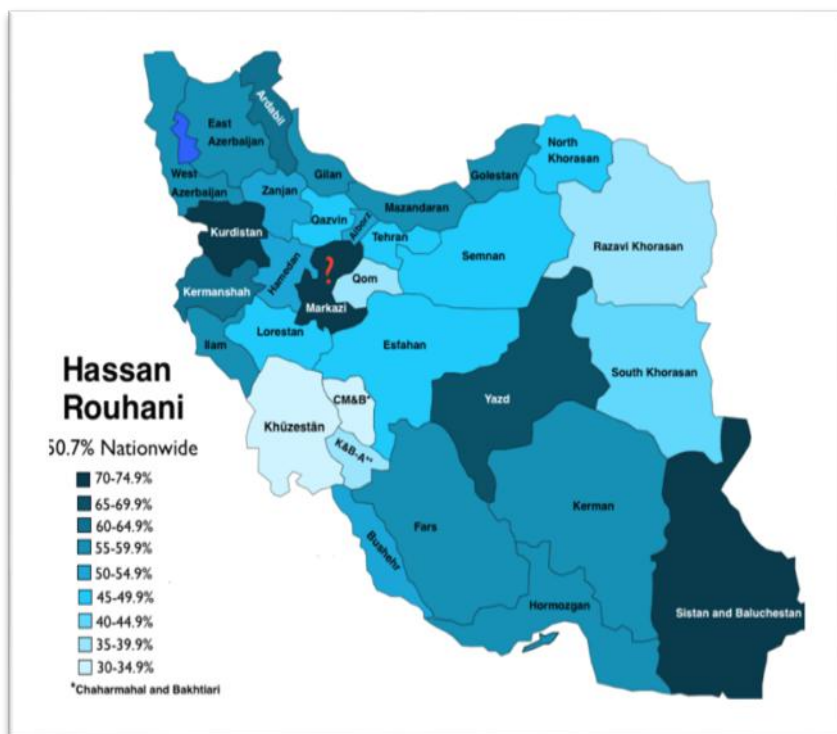 Ardabil
East
Azerbaijan
West
Azerbaijan
Gilan
Zanjan
Golestan
North
Khorasan
Mazandaran
Qazvin
Alborz
Tehran
Kurdistan
Semnan
Razavi Khorasan
Hamedan
?
Qom
Kermanshah
Markazi
Ilam
Lorestan
Esfahan
South Khorasan
Yazd
CM&B*
Khūzestān
K&B-A**
Kerman
Fars
Bushehr
Hormozgan
Sistan and Baluchestan
Hassan
Rouhani
50.7% Nationwide
70-74.9%
65-69.9%
60-64.9%
55-59.9%
50-54.9%
45-49.9%
40-44.9%
35-39.9%
30-34.9%
*Chaharmahal and Bakhtiari